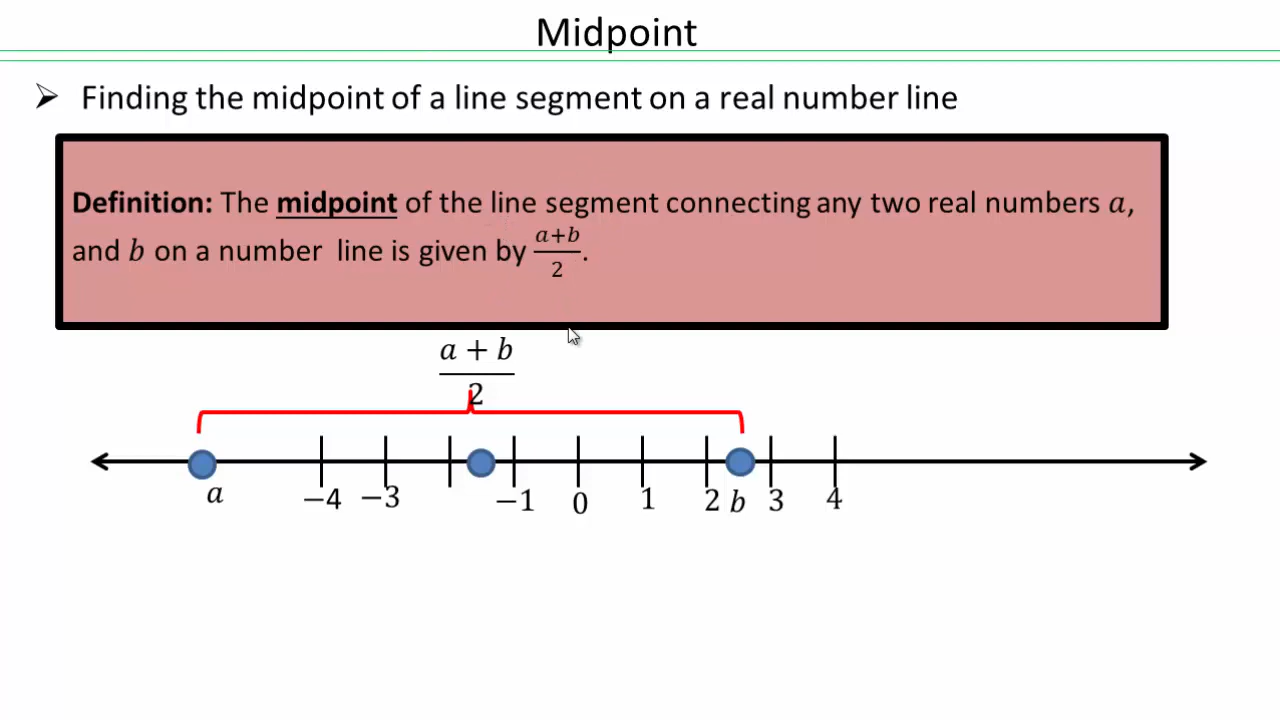 Midpoint
➢ Finding the midpoint of a line segment on a real number line
Definition: The midpoint of the line segment connecting any two real numbers a,
and b on a number line is given by (a+b)/2.
(a + b)/2
a −4 −3 −1 0 1 2 b 3 4